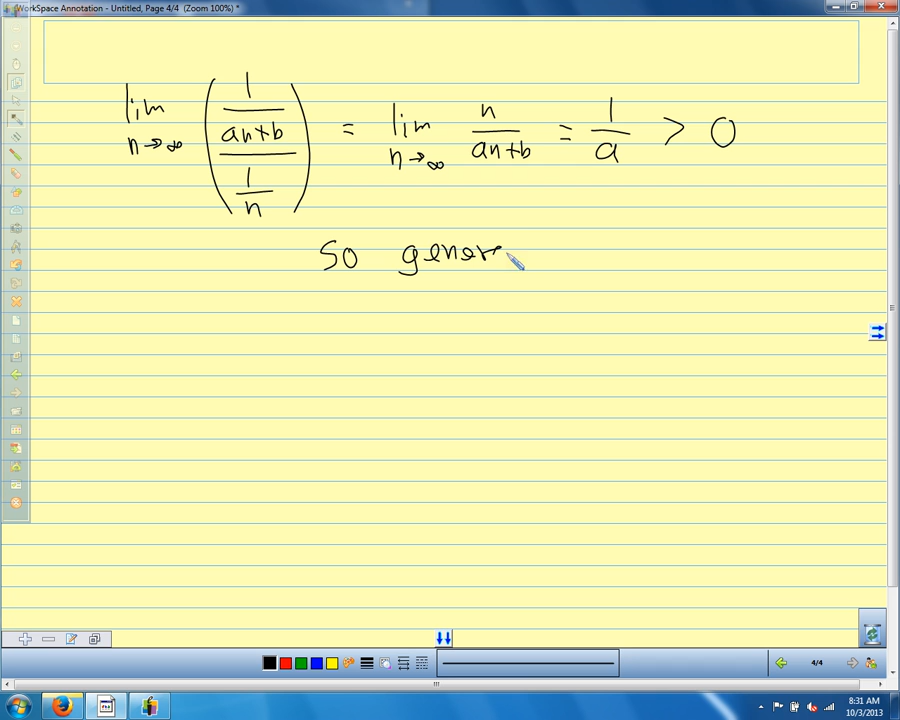 WorkSpace Annotation - Untitled, Page 4/4 (Zoom 100%) *
lim n→∞ ( (1/(an+b)) / (1/n) ) = lim n→∞ n/(an+b) = 1/a > 0
So gener
4/4
8:31 AM
10/3/2013